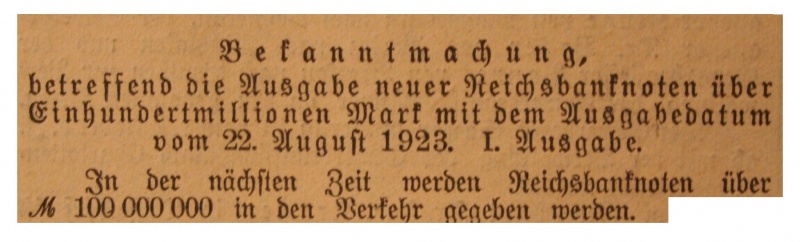 Bekanntmachung,
betreffend die Ausgabe neuer Reichsbanknoten über
Einhundertmillionen Mark mit dem Ausgabedatum
vom 22. August 1923. I. Ausgabe.
In der nächsten Zeit werden Reichsbanknoten über
ℳ 100 000 000 in den Verkehr gegeben werden.